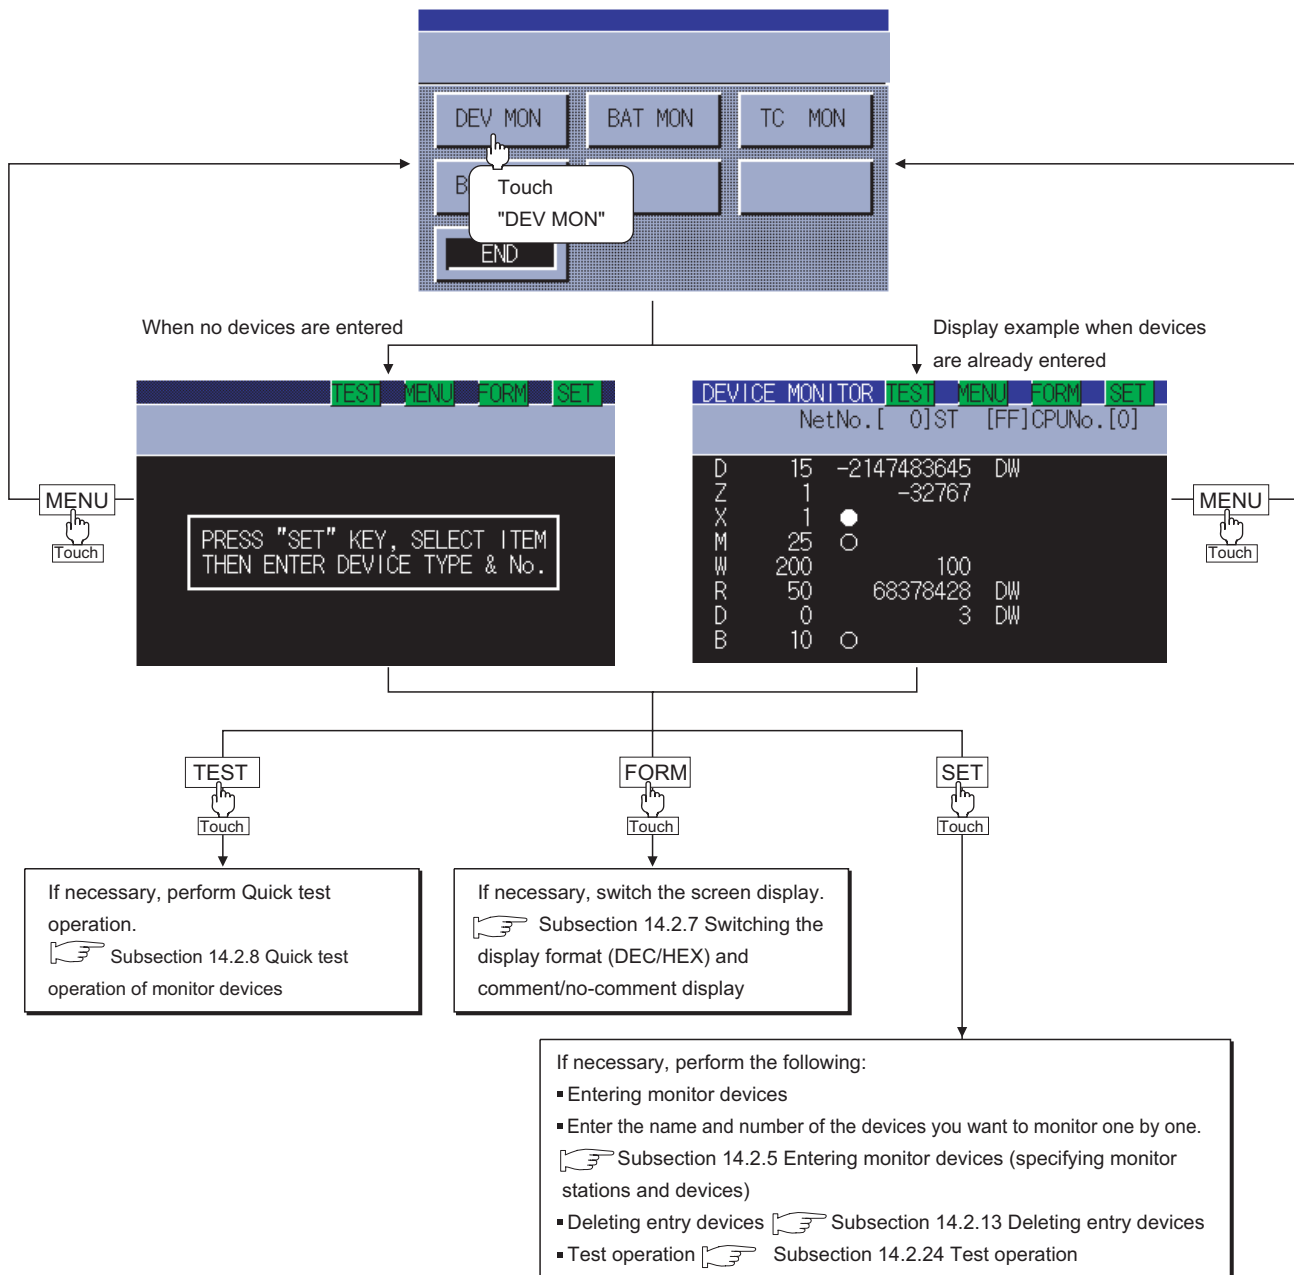 DEV MON
BAT MON
TC MON
B
Touch
"DEV MON"
END
When no devices are entered
Display example when devices
are already entered
TEST MENU FORM SET
PRESS "SET" KEY, SELECT ITEM
THEN ENTER DEVICE TYPE & No.
DEVICE MONITOR TEST MENU FORM SET
NetNo.[ 0]ST [FF]CPUNo.[0]
D 15 -2147483645 DW
Z 1 -32767
X 1 ●
M 25 ○
W 200 100
R 50 68378428 DW
D 0 3 DW
B 10 ○
MENU
Touch
MENU
Touch
TEST
Touch
FORM
Touch
SET
Touch
If necessary, perform Quick test
operation.
Subsection 14.2.8 Quick test
operation of monitor devices
If necessary, switch the screen display.
Subsection 14.2.7 Switching the
display format (DEC/HEX) and
comment/no-comment display
If necessary, perform the following:
▪ Entering monitor devices
▪ Enter the name and number of the devices you want to monitor one by one.
Subsection 14.2.5 Entering monitor devices (specifying monitor
stations and devices)
▪ Deleting entry devices Subsection 14.2.13 Deleting entry devices
▪ Test operation Subsection 14.2.24 Test operation